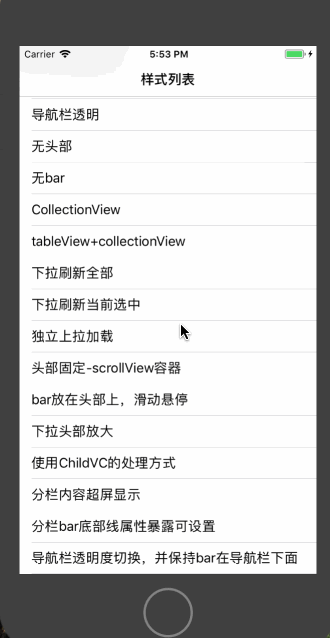 Carrier 5:53 PM
样式列表
导航栏透明
无头部
无bar
CollectionView
tableView+collectionView
下拉刷新全部
下拉刷新当前选中
独立上拉加载
头部固定-scrollView容器
bar放在头部上，滑动悬停
下拉头部放大
使用ChildVC的处理方式
分栏内容超屏显示
分栏bar底部线属性暴露可设置
导航栏透明度切换，并保持bar在导航栏下面